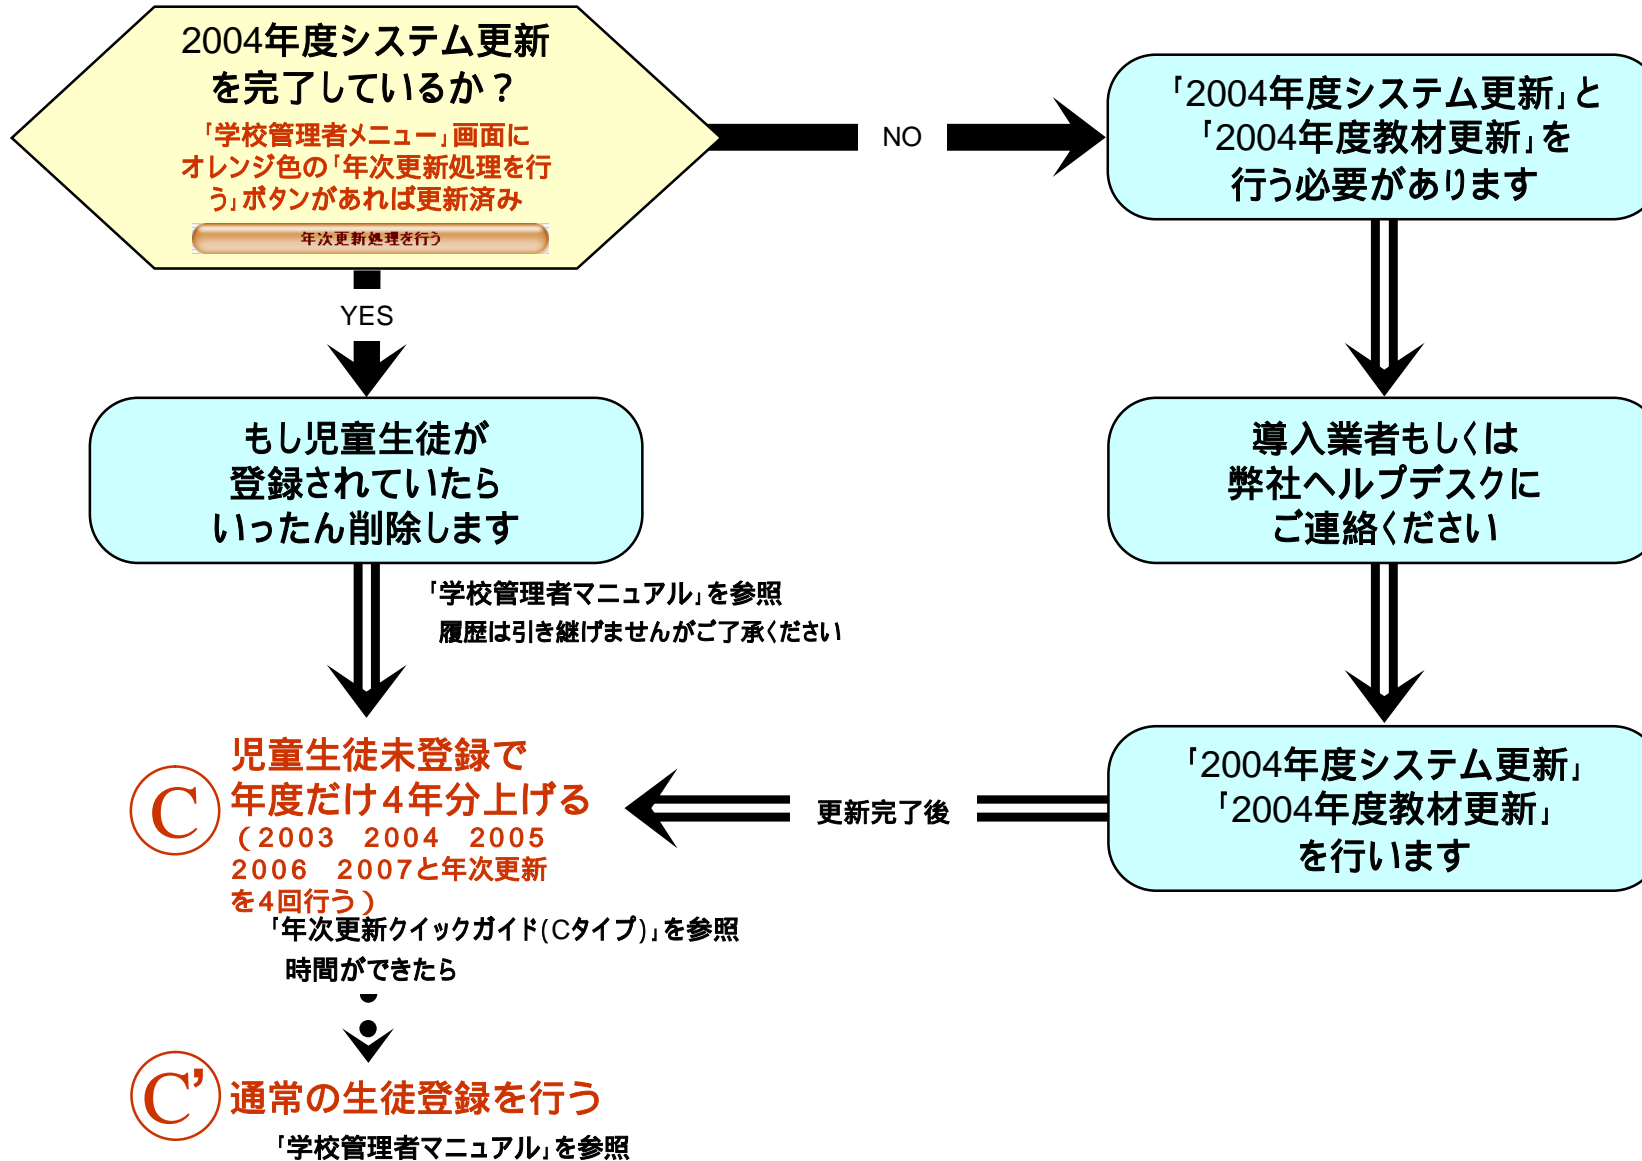 2004年度システム更新
を完了しているか？
「学校管理者メニュー」画面に
オレンジ色の「年次更新処理を行
う」ボタンがあれば更新済み
年次更新処理を行う
NO
「2004年度システム更新」と
「2004年度教材更新」を
行う必要があります
YES
もし児童生徒が
登録されていたら
いったん削除します
導入業者もしくは
弊社ヘルプデスクに
ご連絡ください
「学校管理者マニュアル」を参照
履歴は引き継げませんがご了承ください
C
児童生徒未登録で
年度だけ4年分上げる
（2003　2004　2005
2006　2007と年次更新
を4回行う）
更新完了後
「2004年度システム更新」
「2004年度教材更新」
を行います
「年次更新クイックガイド(Cタイプ)」を参照
時間ができたら
C’
通常の生徒登録を行う
「学校管理者マニュアル」を参照